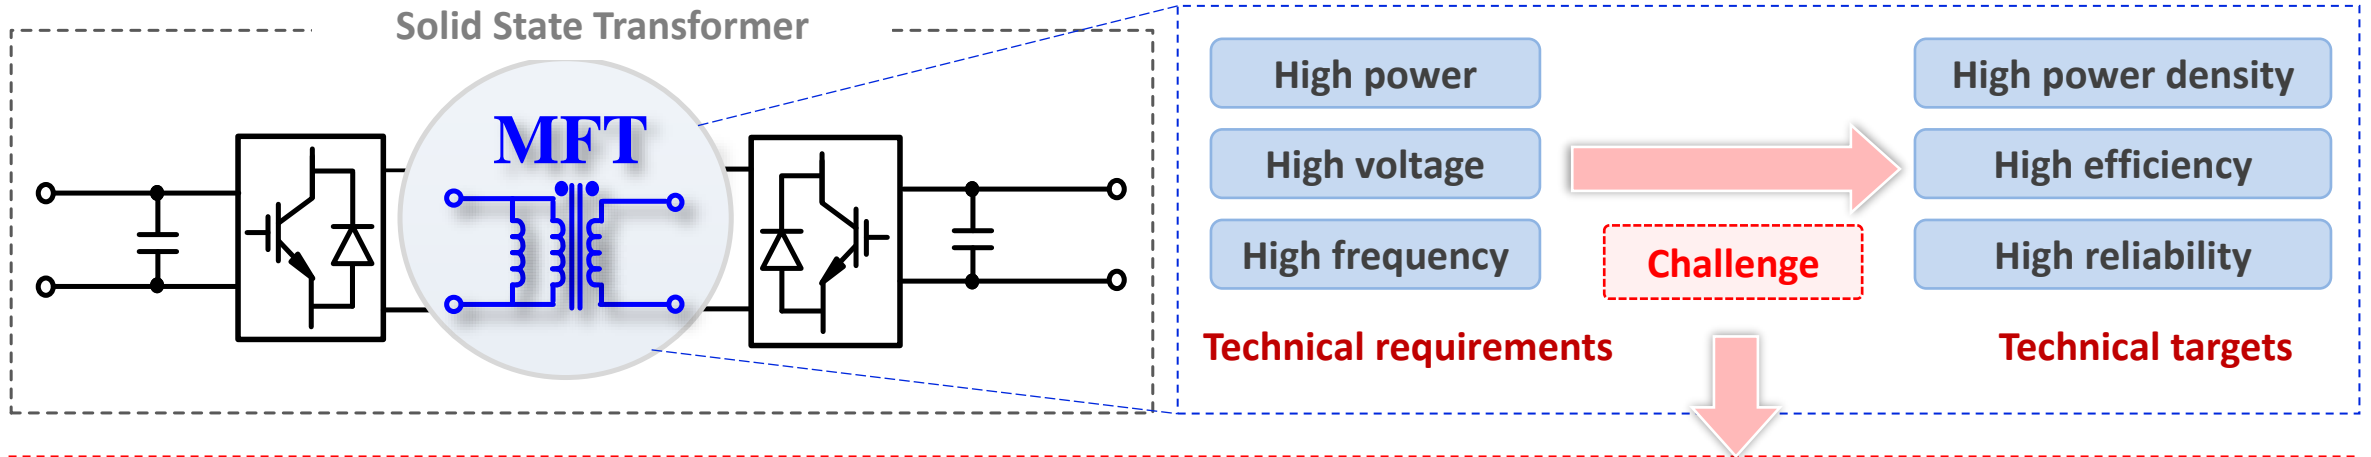 Solid State Transformer
MFT
High power
High voltage
High frequency
Technical requirements
Challenge
High power density
High efficiency
High reliability
Technical targets